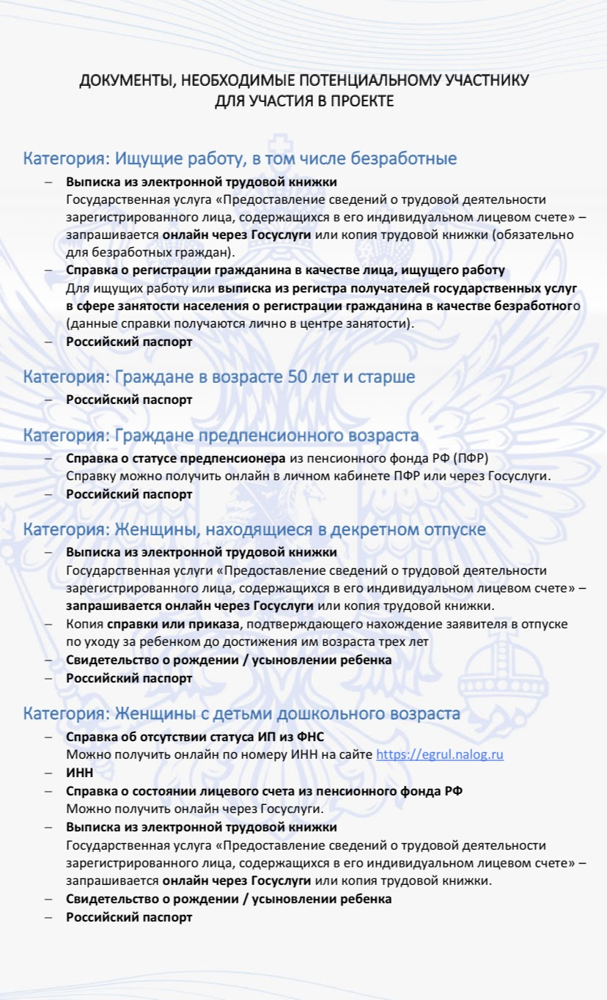 ДОКУМЕНТЫ, НЕОБХОДИМЫЕ ПОТЕНЦИАЛЬНОМУ УЧАСТНИКУ
ДЛЯ УЧАСТИЯ В ПРОЕКТЕ
Категория: Ищущие работу, в том числе безработные
– Выписка из электронной трудовой книжки
Государственная услуга «Предоставление сведений о трудовой деятельности
зарегистрированного лица, содержащихся в его индивидуальном лицевом счете» –
запрашивается онлайн через Госуслуги или копия трудовой книжки (обязательно
для безработных граждан).
– Справка о регистрации гражданина в качестве лица, ищущего работу
Для ищущих работу или выписка из регистра получателей государственных услуг
в сфере занятости населения о регистрации гражданина в качестве безработного
(данные справки получаются лично в центре занятости).
– Российский паспорт
Категория: Граждане в возрасте 50 лет и старше
– Российский паспорт
Категория: Граждане предпенсионного возраста
– Справка о статусе предпенсионера из пенсионного фонда РФ (ПФР)
Справку можно получить онлайн в личном кабинете ПФР или через Госуслуги.
– Российский паспорт
Категория: Женщины, находящиеся в декретном отпуске
– Выписка из электронной трудовой книжки
Государственная услуги «Предоставление сведений о трудовой деятельности
зарегистрированного лица, содержащихся в его индивидуальном лицевом счете» –
запрашивается онлайн через Госуслуги или копия трудовой книжки.
– Копия справки или приказа, подтверждающего нахождение заявителя в отпуске
по уходу за ребенком до достижения им возраста трех лет
– Свидетельство о рождении / усыновлении ребенка
– Российский паспорт
Категория: Женщины с детьми дошкольного возраста
– Справка об отсутствии статуса ИП из ФНС
Можно получить онлайн по номеру ИНН на сайте https://egrul.nalog.ru
– ИНН
– Справка о состоянии лицевого счета из пенсионного фонда РФ
Можно получить онлайн через Госуслуги.
– Выписка из электронной трудовой книжки
Государственная услуга «Предоставление сведений о трудовой деятельности
зарегистрированного лица, содержащихся в его индивидуальном лицевом счете» –
запрашивается онлайн через Госуслуги или копия трудовой книжки.
– Свидетельство о рождении / усыновлении ребенка
– Российский паспорт